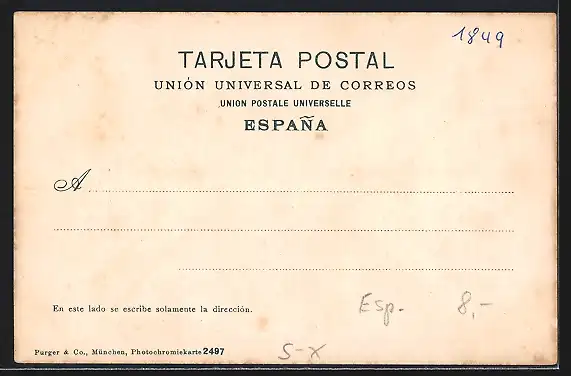 1849
TARJETA POSTAL
UNIÓN UNIVERSAL DE CORREOS
UNION POSTALE UNIVERSELLE
ESPAÑA
A
En este lado se escribe solamente la dirección.
Esp. 8,-
Purger & Co., München, Photochromiekarte 2497
S-X